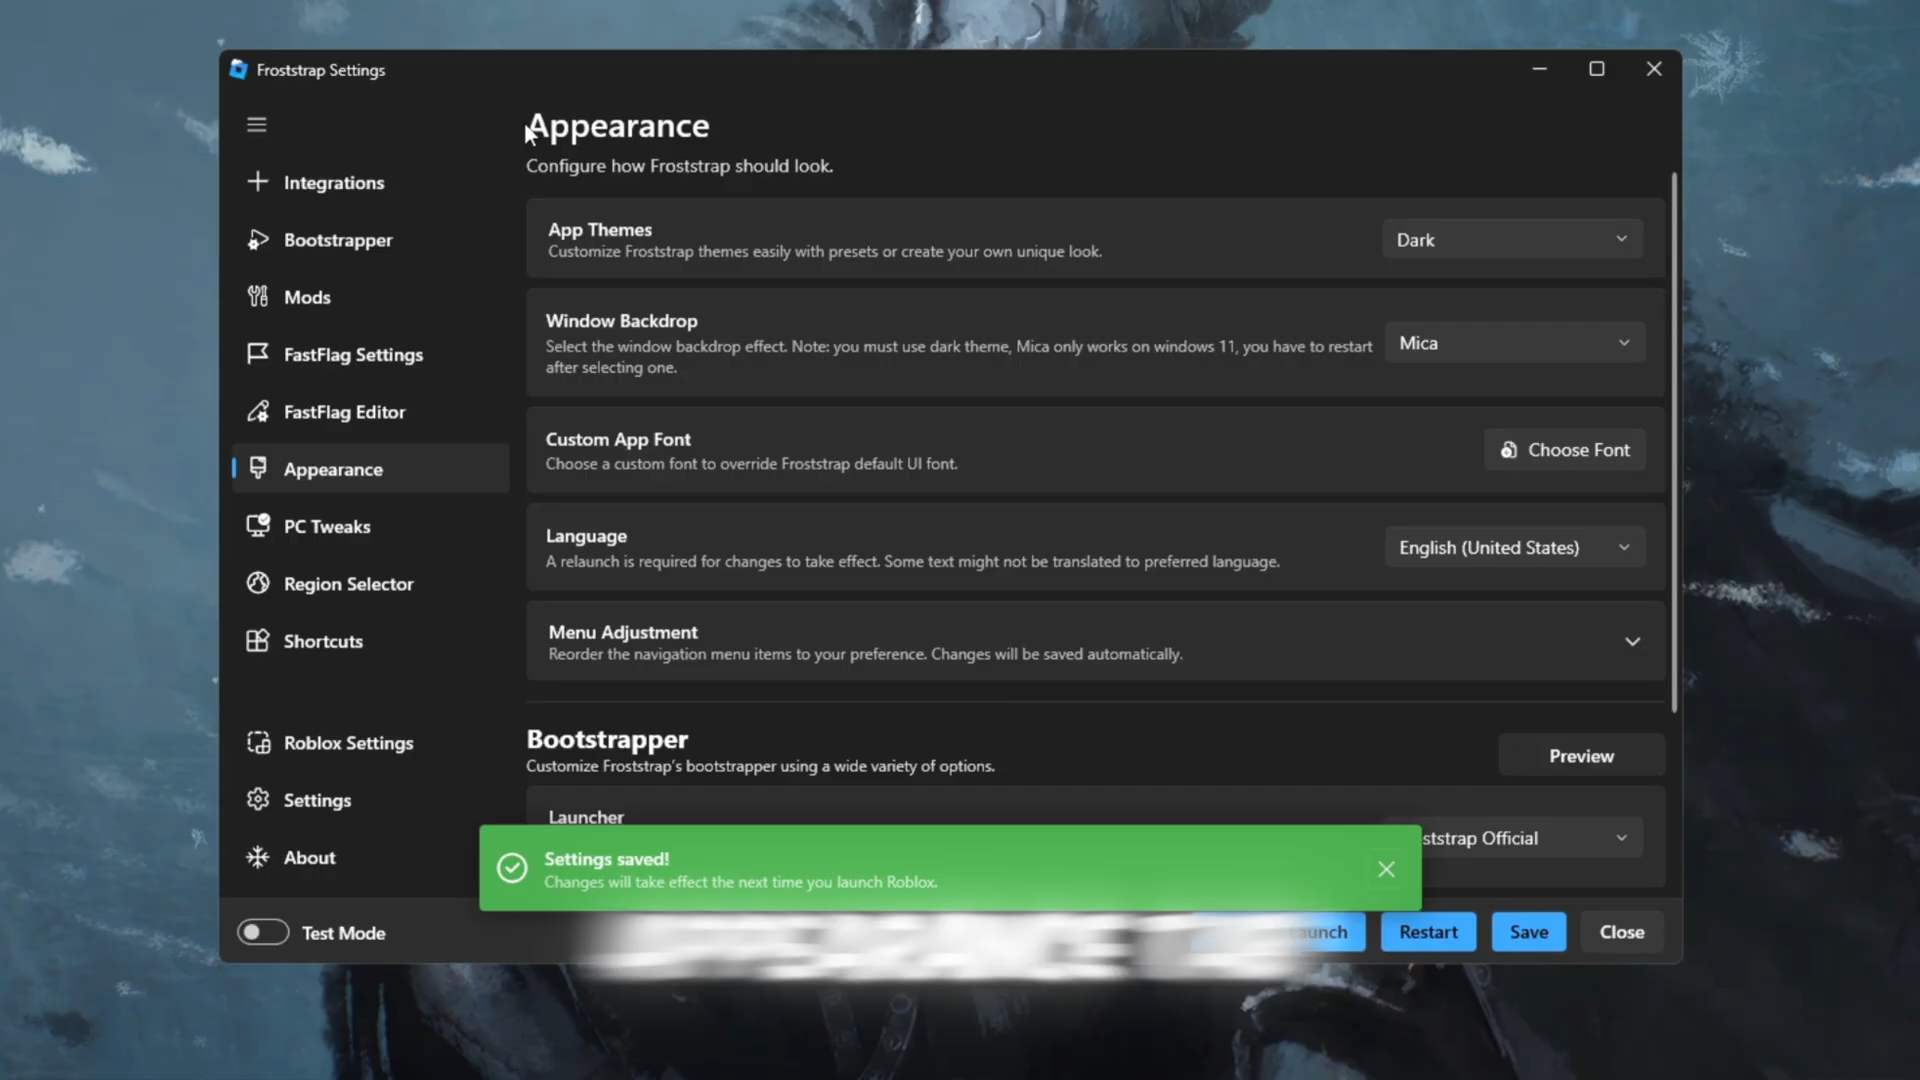 Froststrap Settings
Integrations
Bootstrapper
Mods
FastFlag Settings
FastFlag Editor
Appearance
PC Tweaks
Region Selector
Shortcuts
Roblox Settings
Settings
About
Test Mode
Appearance
Configure how Froststrap should look.
App Themes
Customize Froststrap themes easily with presets or create your own unique look.
Dark
Window Backdrop
Select the window backdrop effect. Note: you must use dark theme, Mica only works on windows 11, you have to restart
after selecting one.
Mica
Custom App Font
Choose a custom font to override Froststrap default UI font.
Choose Font
Language
A relaunch is required for changes to take effect. Some text might not be translated to preferred language.
English (United States)
Menu Adjustment
Reorder the navigation menu items to your preference. Changes will be saved automatically.
Bootstrapper
Customize Froststrap's bootstrapper using a wide variety of options.
Preview
Launcher
ststrap Official
Settings saved!
Changes will take effect the next time you launch Roblox.
aunch
Restart
Save
Close